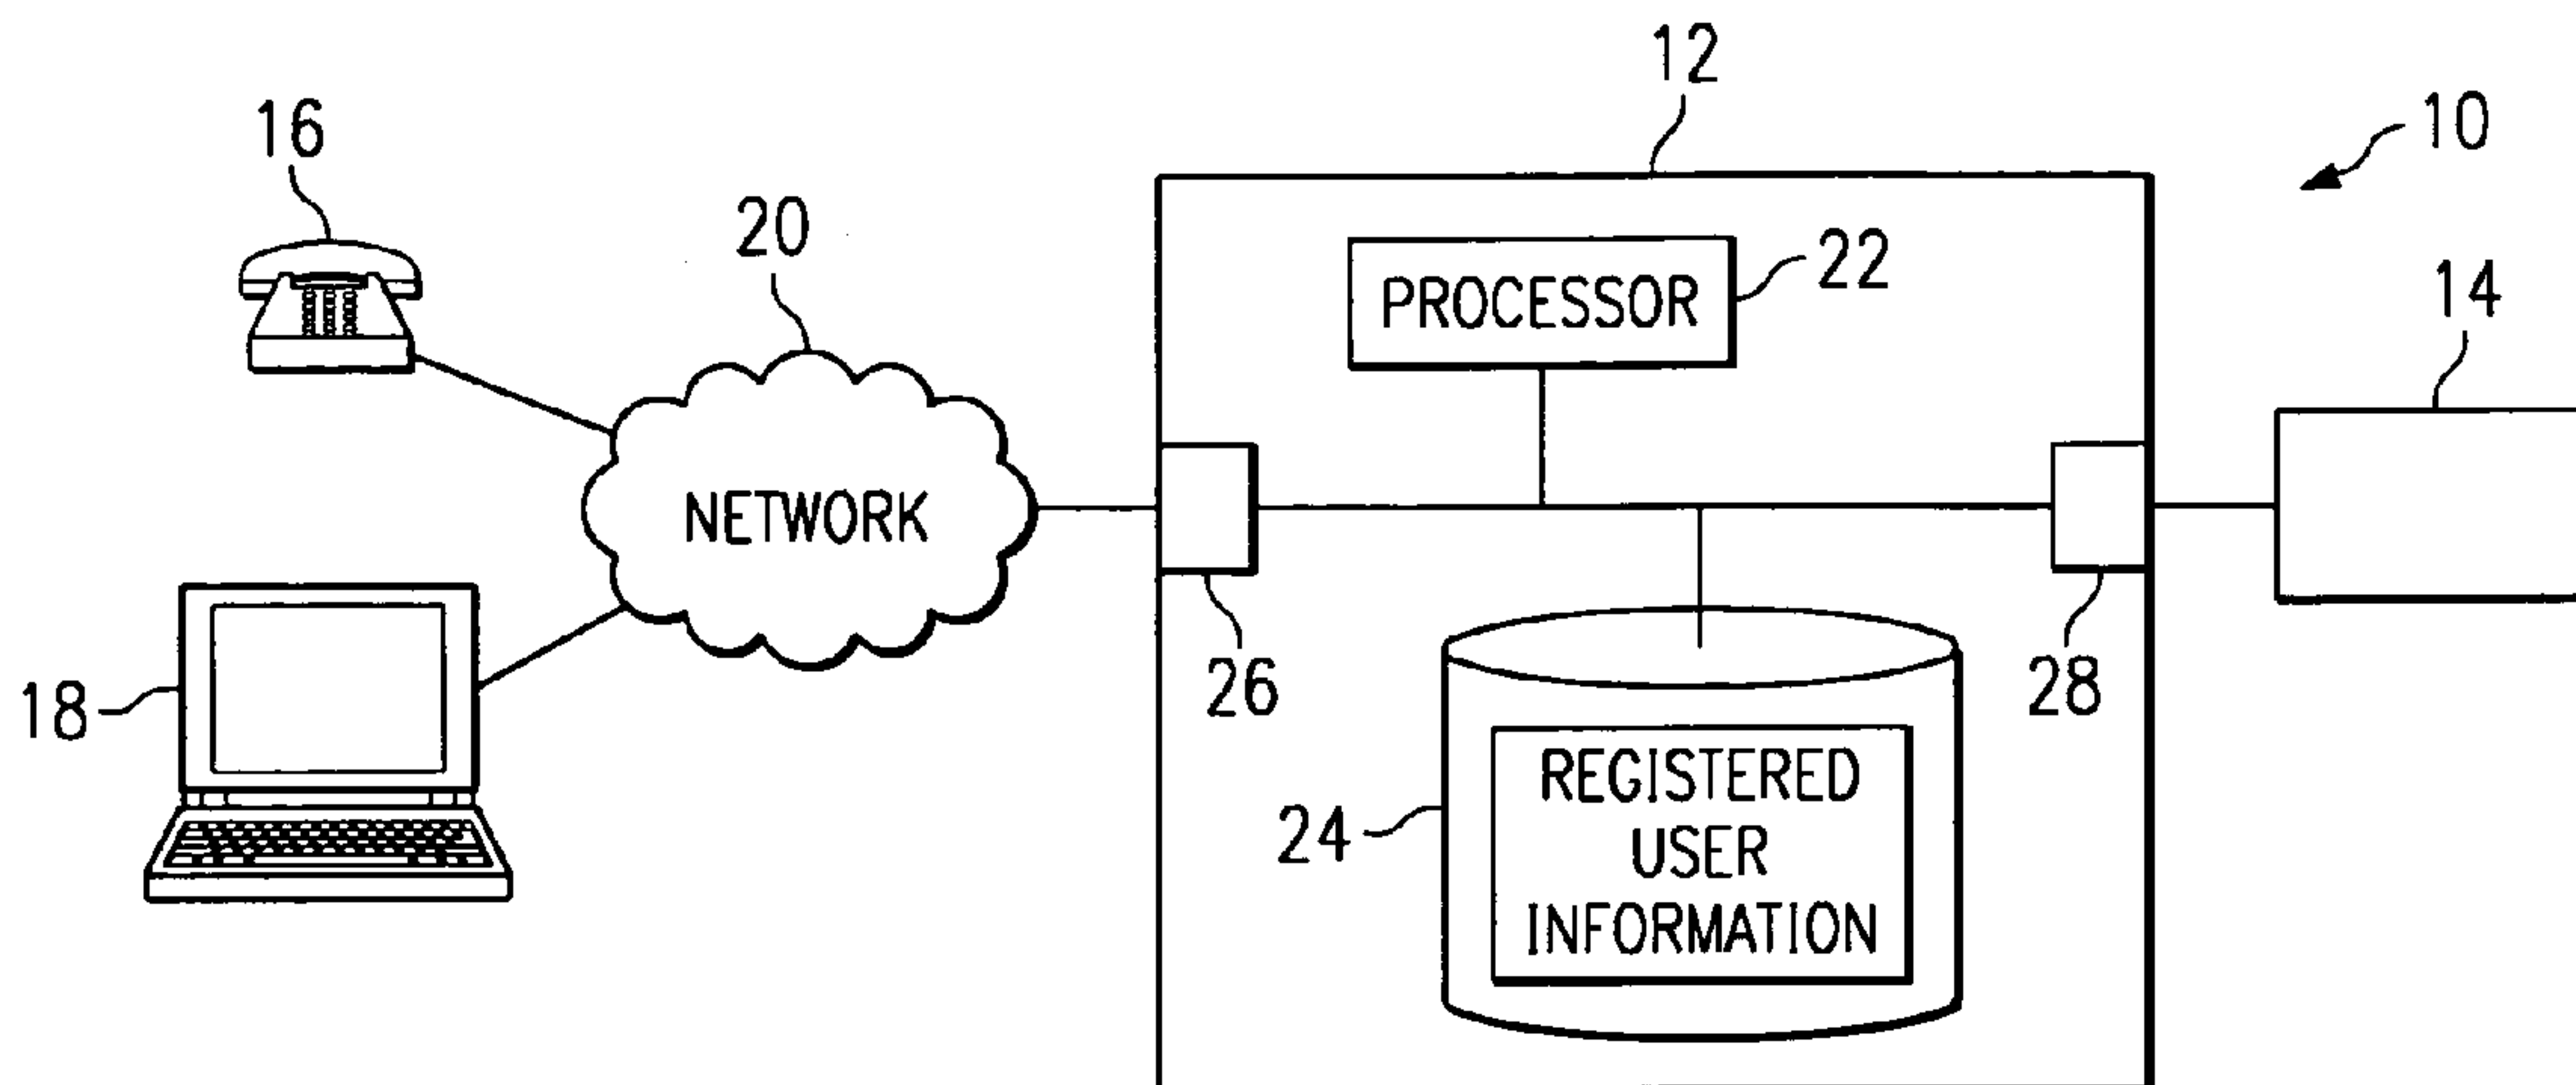 12
10
16
20
22
PROCESSOR
14
NETWORK
26
28
18
REGISTERED
USER
INFORMATION
24